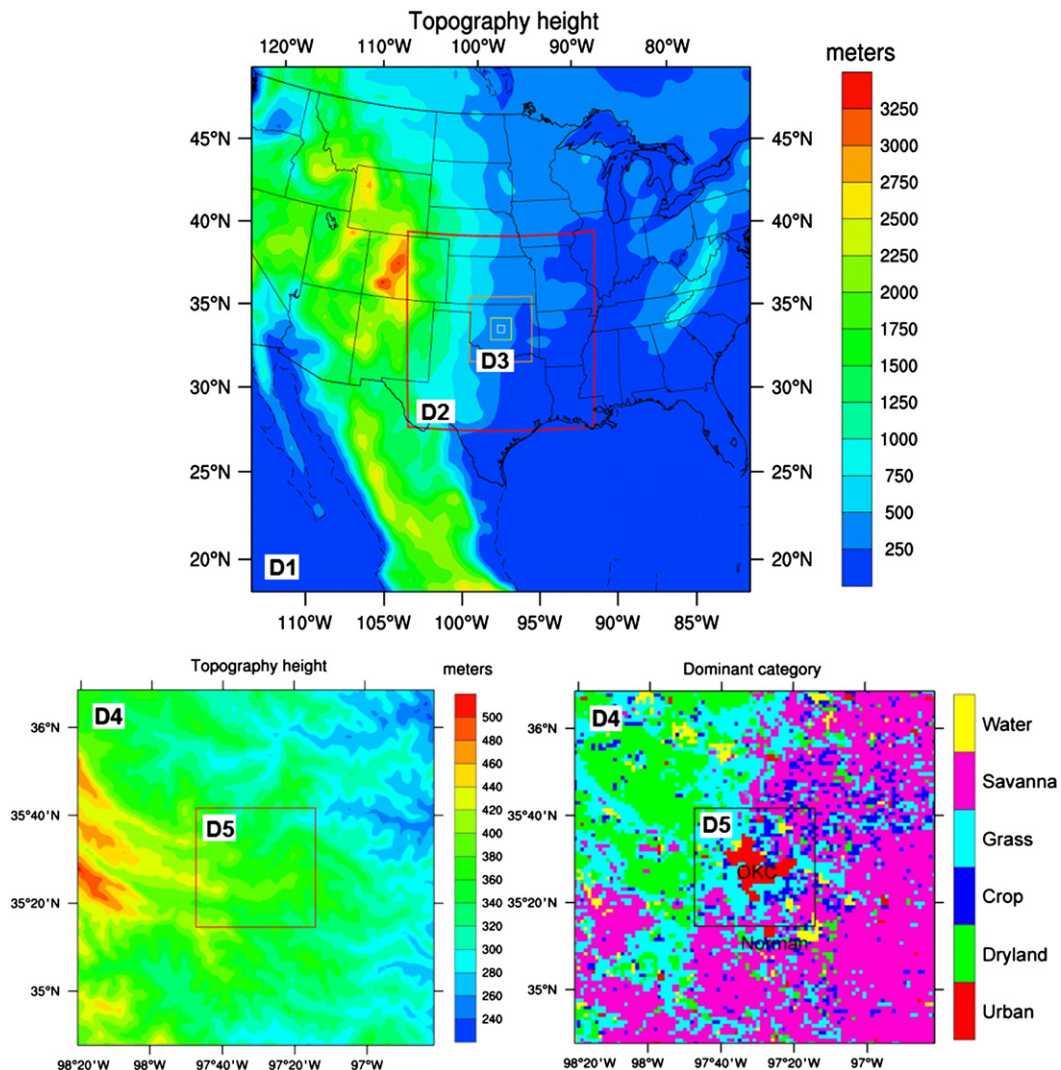 Topography height
120°W 110°W 100°W 90°W 80°W
meters
45°N 45°N
40°N 40°N
35°N 35°N
30°N 30°N
25°N 25°N
20°N 20°N
D3
D2
D1
110°W 105°W 100°W 95°W 90°W 85°W
3250
3000
2750
2500
2250
2000
1750
1500
1250
1000
750
500
250
Topography height
meters
D4
D5
36°N
35°40'N
35°20'N
35°N
98°20'W 98°W 97°40'W 97°20'W 97°W
500
480
460
440
420
400
380
360
340
320
300
280
260
240
Dominant category
D4
D5
OKC
Norman
36°N
35°40'N
35°20'N
35°N
98°20'W 98°W 97°40'W 97°20'W 97°W
Water
Savanna
Grass
Crop
Dryland
Urban